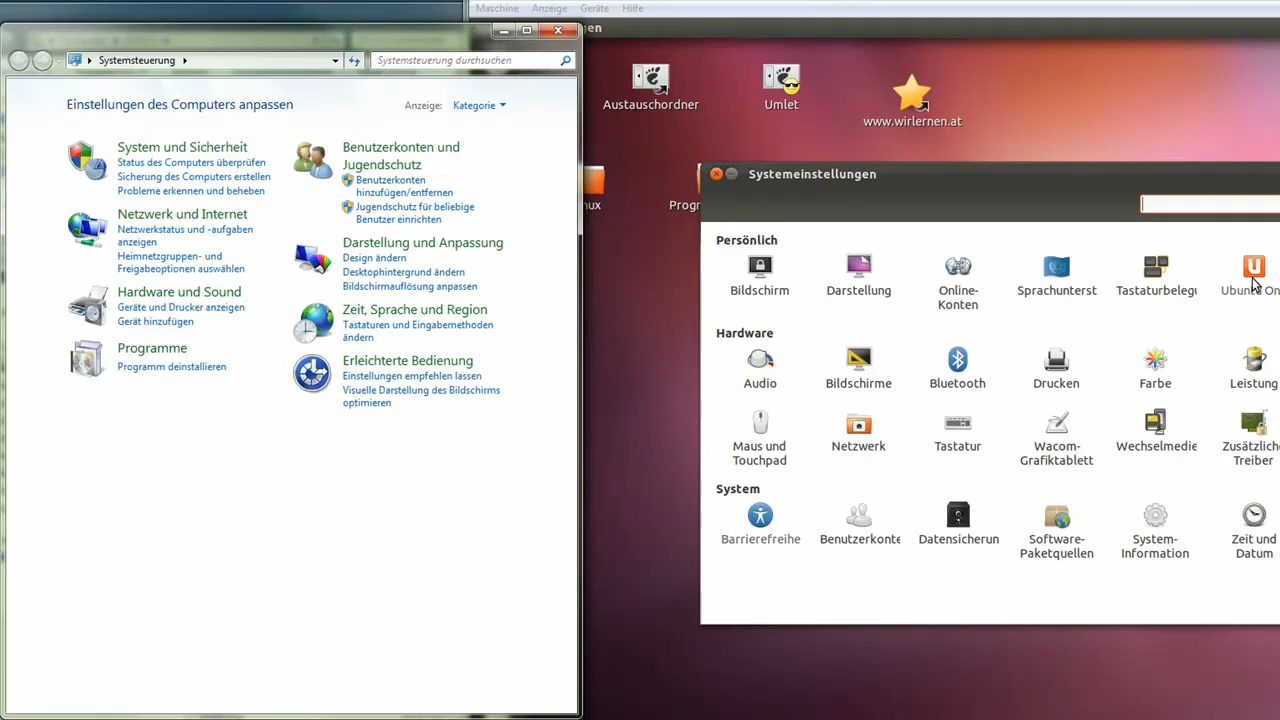 Maschine Anzeige Geräte Hilfe
gen
Systemsteuerung
Systemsteuerung durchsuchen
Einstellungen des Computers anpassen
Anzeige: Kategorie
System und Sicherheit
Status des Computers überprüfen
Sicherung des Computers erstellen
Probleme erkennen und beheben
Netzwerk und Internet
Netzwerkstatus und -aufgaben
anzeigen
Heimnetzgruppen- und
Freigabeoptionen auswählen
Hardware und Sound
Geräte und Drucker anzeigen
Gerät hinzufügen
Programme
Programm deinstallieren
Benutzerkonten und
Jugendschutz
Benutzerkonten
hinzufügen/entfernen
Jugendschutz für beliebige
Benutzer einrichten
Darstellung und Anpassung
Design ändern
Desktophintergrund ändern
Bildschirmauflösung anpassen
Zeit, Sprache und Region
Tastaturen und Eingabemethoden
ändern
Erleichterte Bedienung
Einstellungen empfehlen lassen
Visuelle Darstellung des Bildschirms
optimieren
Austauschordner
Umlet
www.wirlernen.at
nux
Progr
Systemeinstellungen
Persönlich
Bildschirm
Darstellung
Online-
Konten
Sprachunterst
Tastaturbelegu
Ubuntu On
Hardware
Audio
Bildschirme
Bluetooth
Drucken
Farbe
Leistung
Maus und
Touchpad
Netzwerk
Tastatur
Wacom-
Grafiktablett
Wechselmedie
Zusätzlich
Treiber
System
Barrierefreihe
Benutzerkonte
Datensicherun
Software-
Paketquellen
System-
Information
Zeit und
Datum